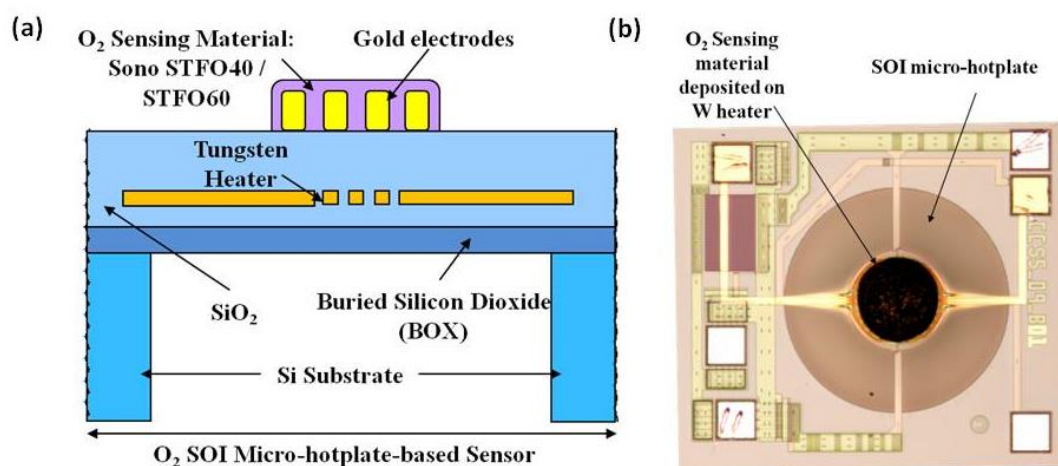 (a)
O₂ Sensing Material:
Sono STFO40 /
STFO60
Gold electrodes
Tungsten
Heater
SiO₂
Buried Silicon Dioxide
(BOX)
Si Substrate
O₂ SOI Micro-hotplate-based Sensor
(b)
O₂ Sensing
material
deposited on
W heater
SOI micro-hotplate